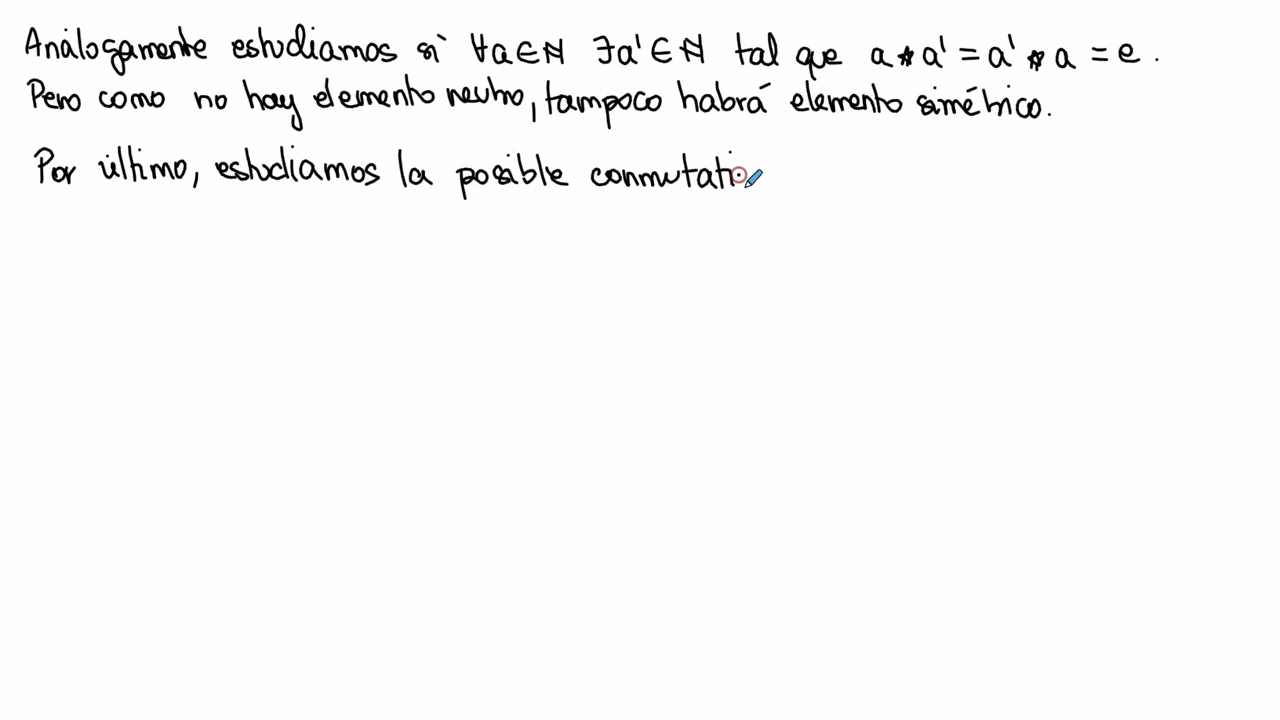 Análogamente estudiamos si ∀a∈ℕ ∃a'∈ℕ tal que a ⋆ a' = a' ⋆ a = e .
Pero como no hay elemento neutro, tampoco habrá elemento simétrico.
Por último, estudiamos la posible conmutati